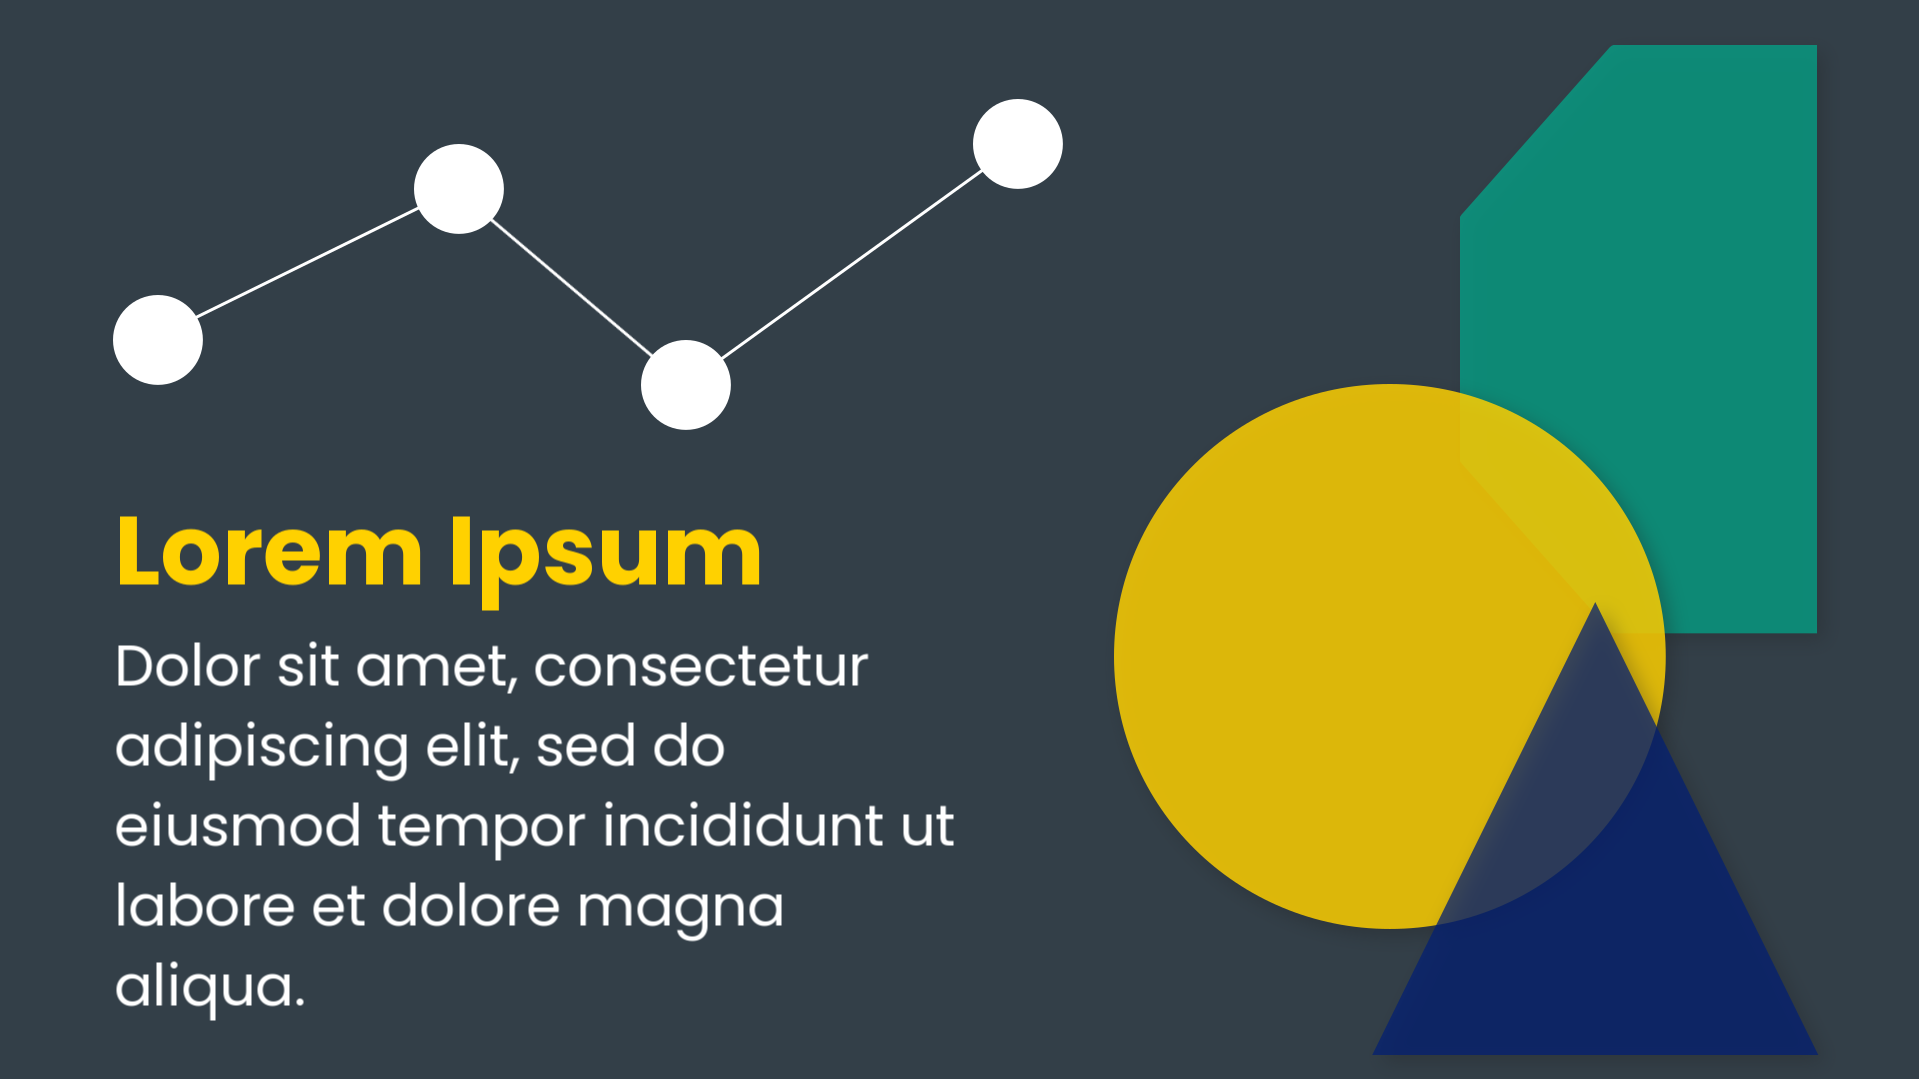 Lorem Ipsum
Dolor sit amet, consectetur
adipiscing elit, sed do
eiusmod tempor incididunt ut
labore et dolore magna
aliqua.